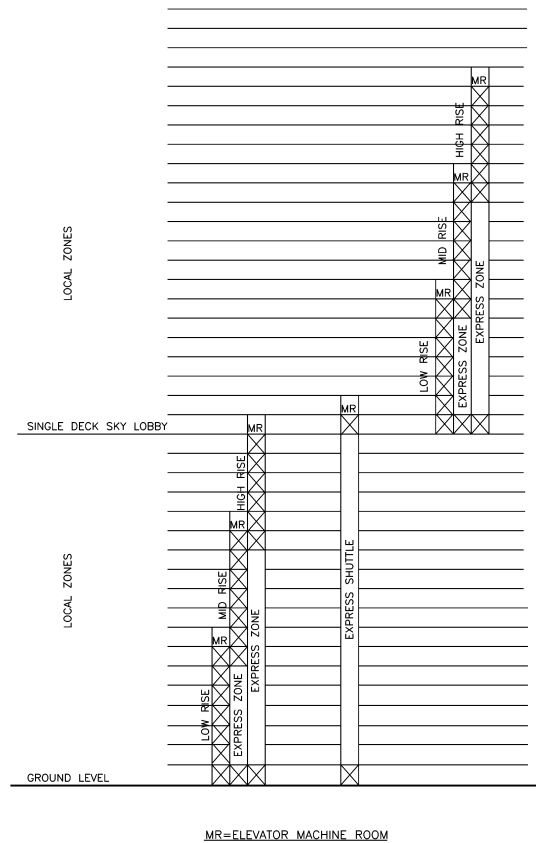 MR
HIGH RISE
MR
MID RISE
LOCAL ZONES
EXPRESS ZONE
MR
LOW RISE
EXPRESS ZONE
MR
SINGLE DECK SKY LOBBY
MR
HIGH RISE
MR
EXPRESS SHUTTLE
LOCAL ZONES
MID RISE
EXPRESS ZONE
MR
LOW RISE
EXPRESS ZONE
GROUND LEVEL
MR=ELEVATOR MACHINE ROOM